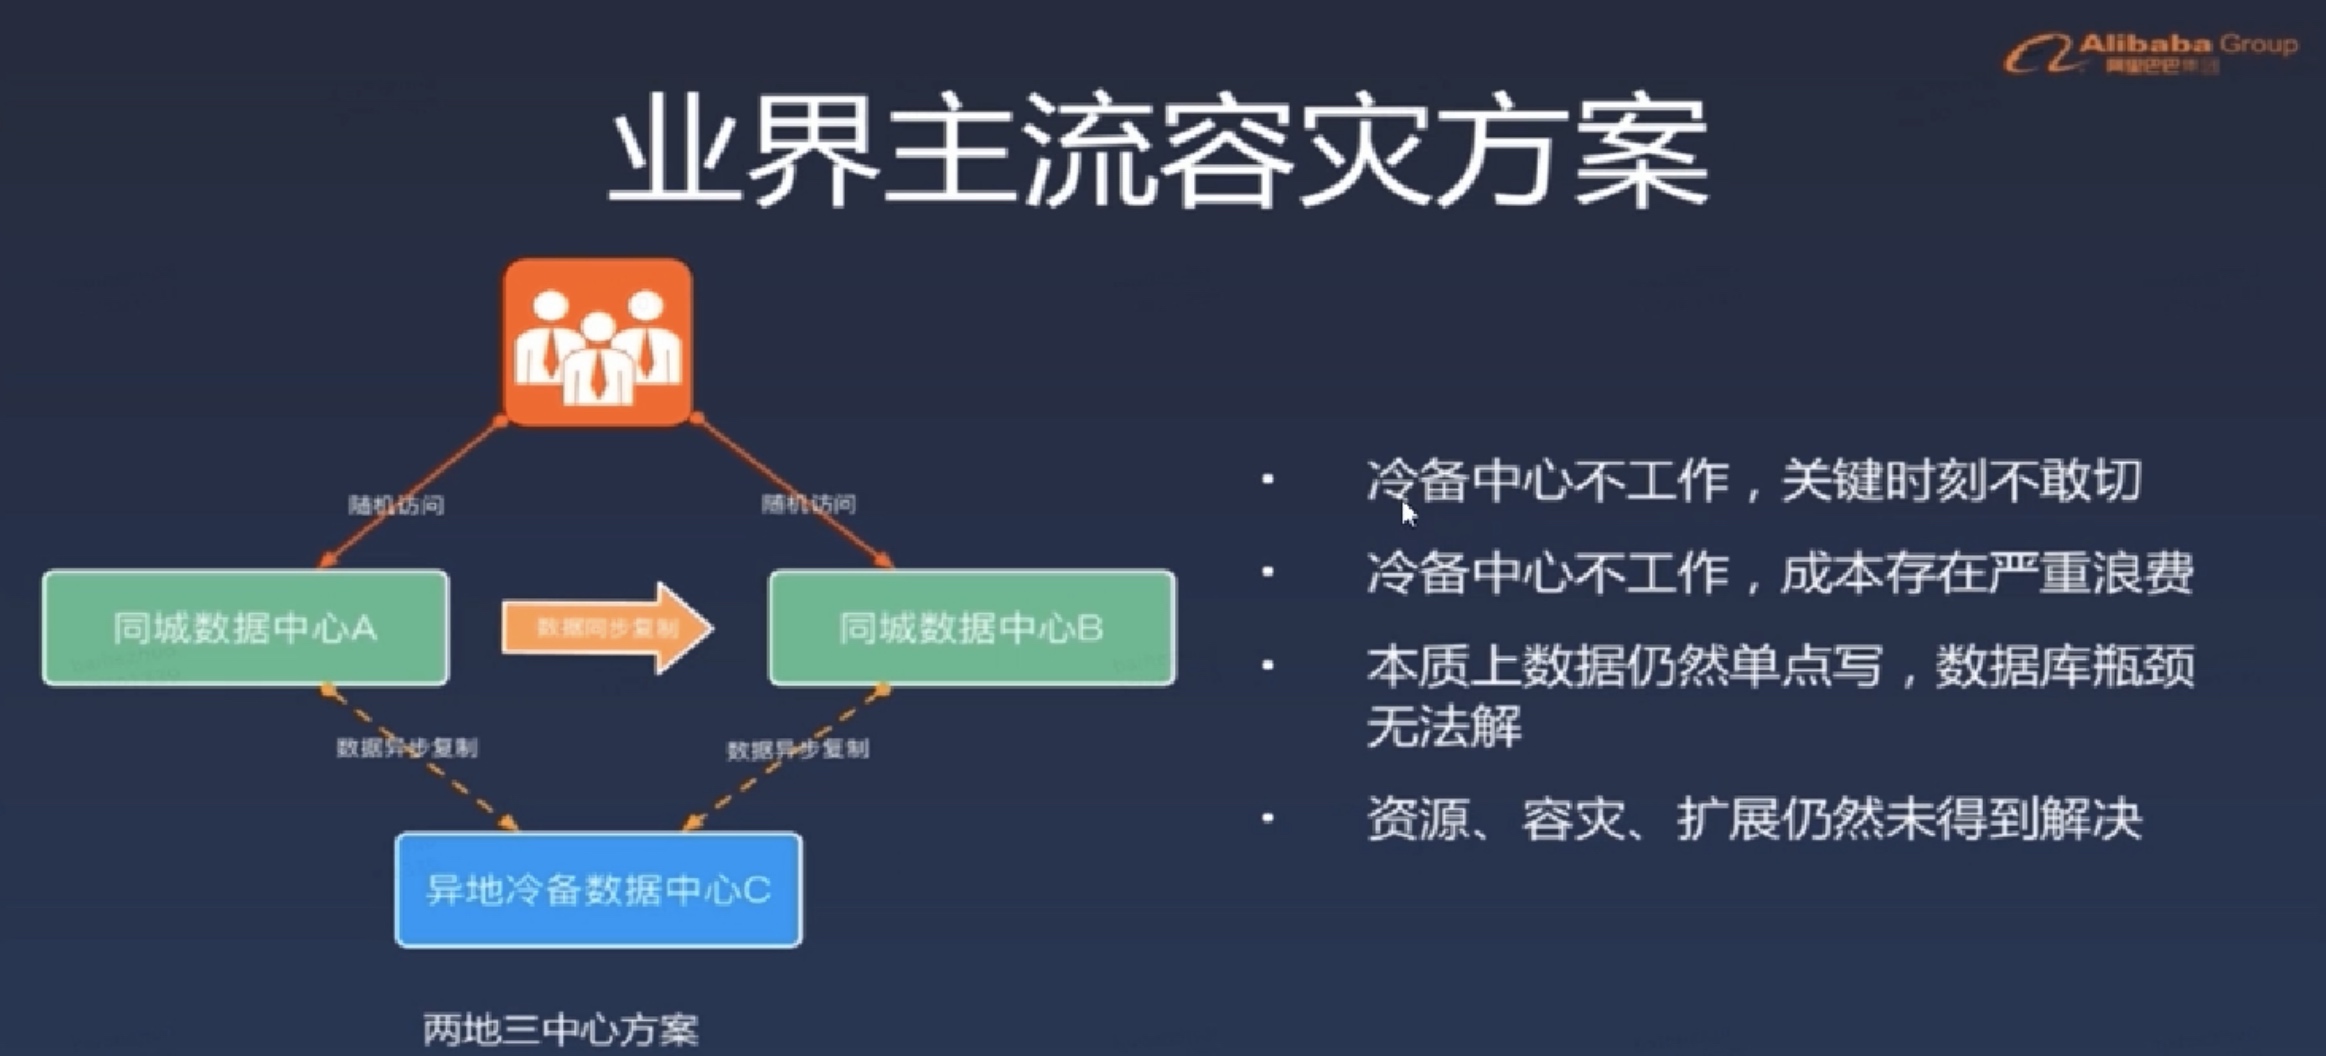 Alibaba Group
阿里巴巴集团
业界主流容灾方案
随机访问
随机访问
同城数据中心A
数据同步复制
同城数据中心B
数据异步复制
数据异步复制
异地冷备数据中心C
两地三中心方案
· 冷备中心不工作，关键时刻不敢切
· 冷备中心不工作，成本存在严重浪费
· 本质上数据仍然单点写，数据库瓶颈
无法解
· 资源、容灾、扩展仍然未得到解决